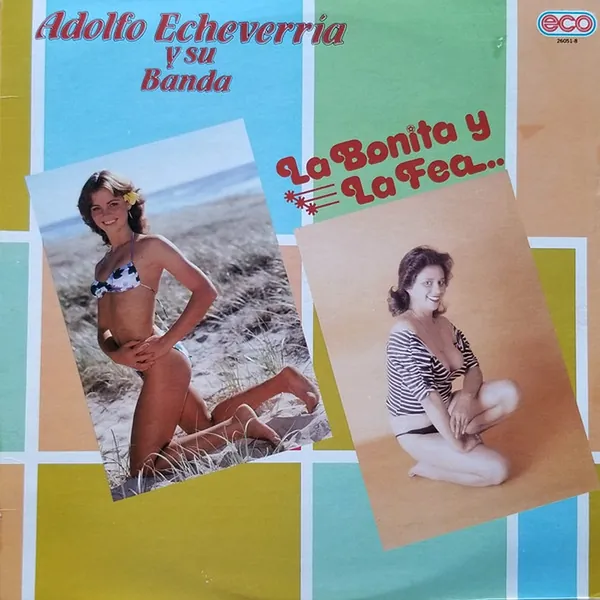 Adolfo Echeverría
y su
Banda
eco
26051-8
La Bonita y
La Fea...